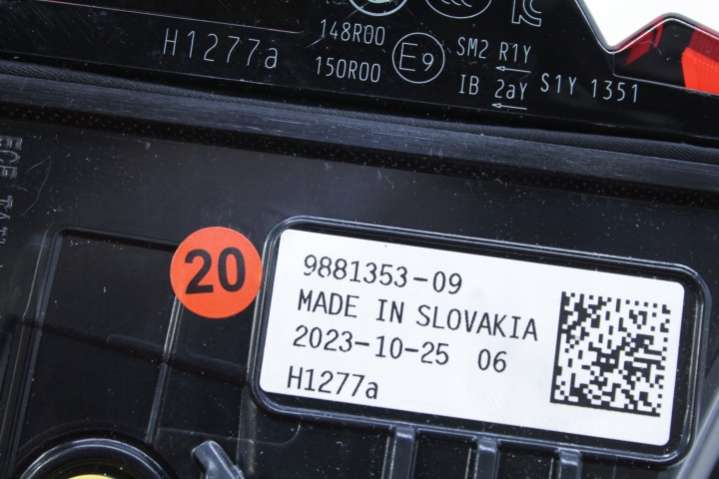 H1277a
148R00
150R00
E9
SM2 R1Y
IB 2aY
S1Y 1351
20
9881353-09
MADE IN SLOVAKIA
2023-10-25 06
H1277a